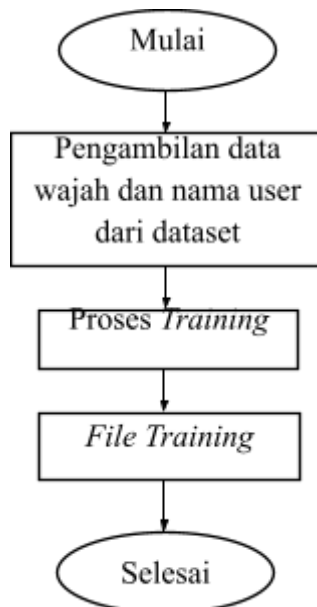 Mulai
Pengambilan data
wajah dan nama user
dari dataset
Proses Training
File Training
Selesai